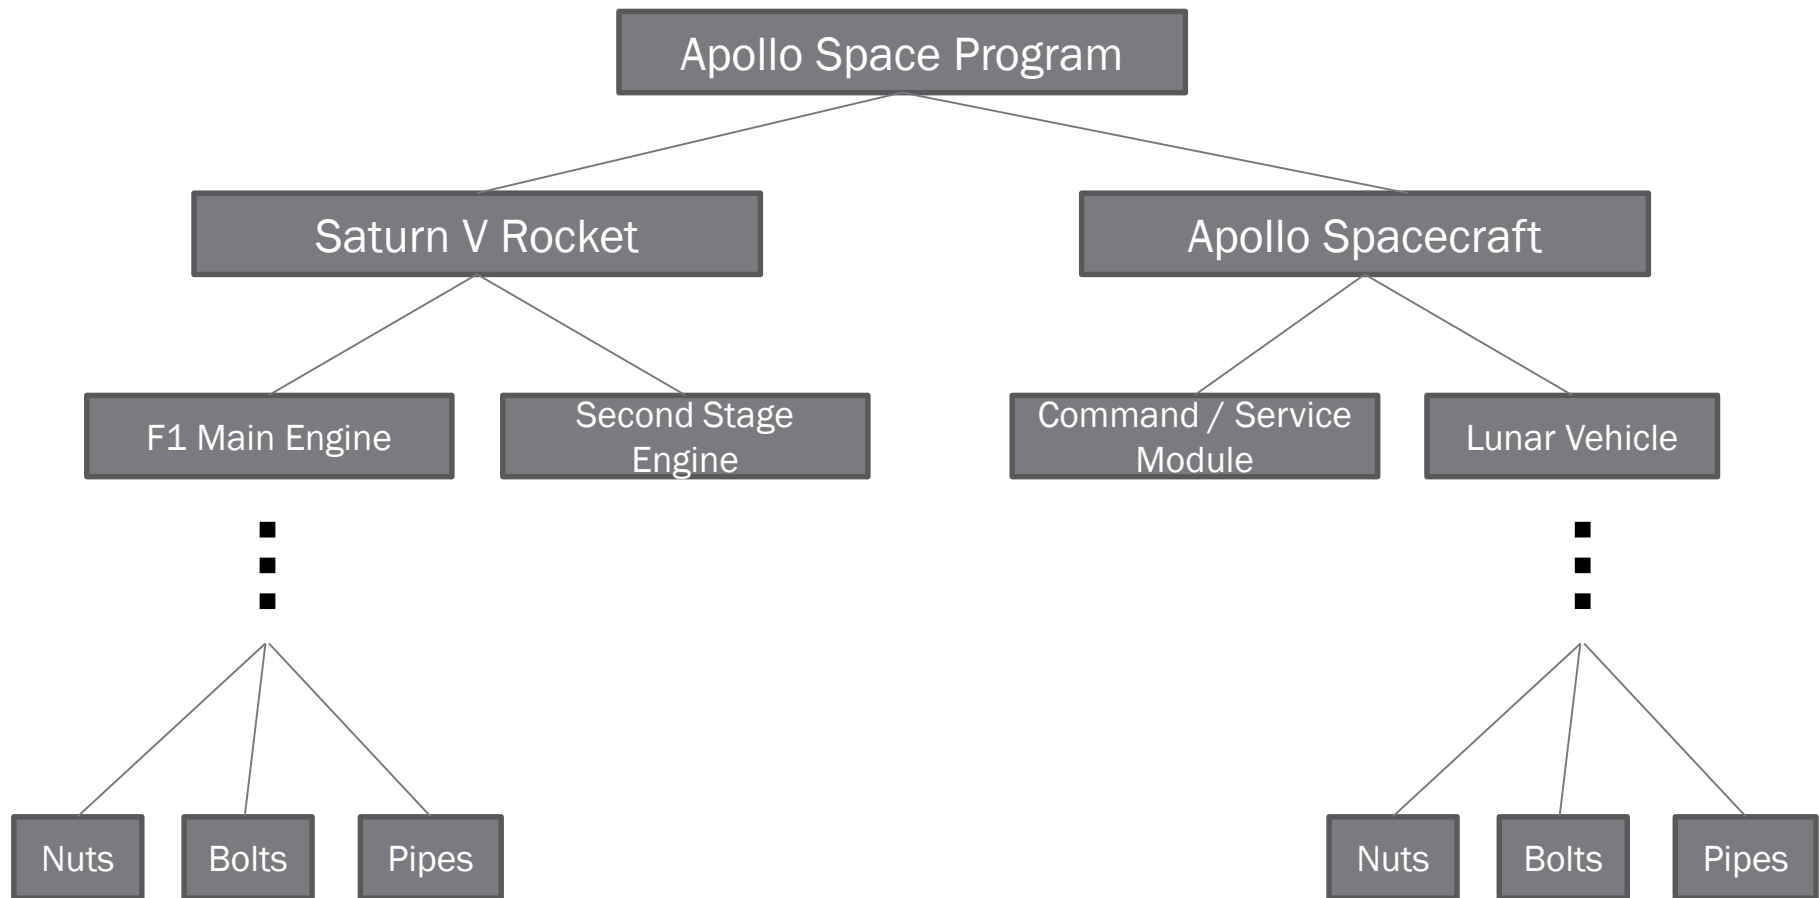 Apollo Space Program
Saturn V Rocket
Apollo Spacecraft
F1 Main Engine
Second Stage
Engine
Command / Service
Module
Lunar Vehicle
Nuts
Bolts
Pipes
Nuts
Bolts
Pipes